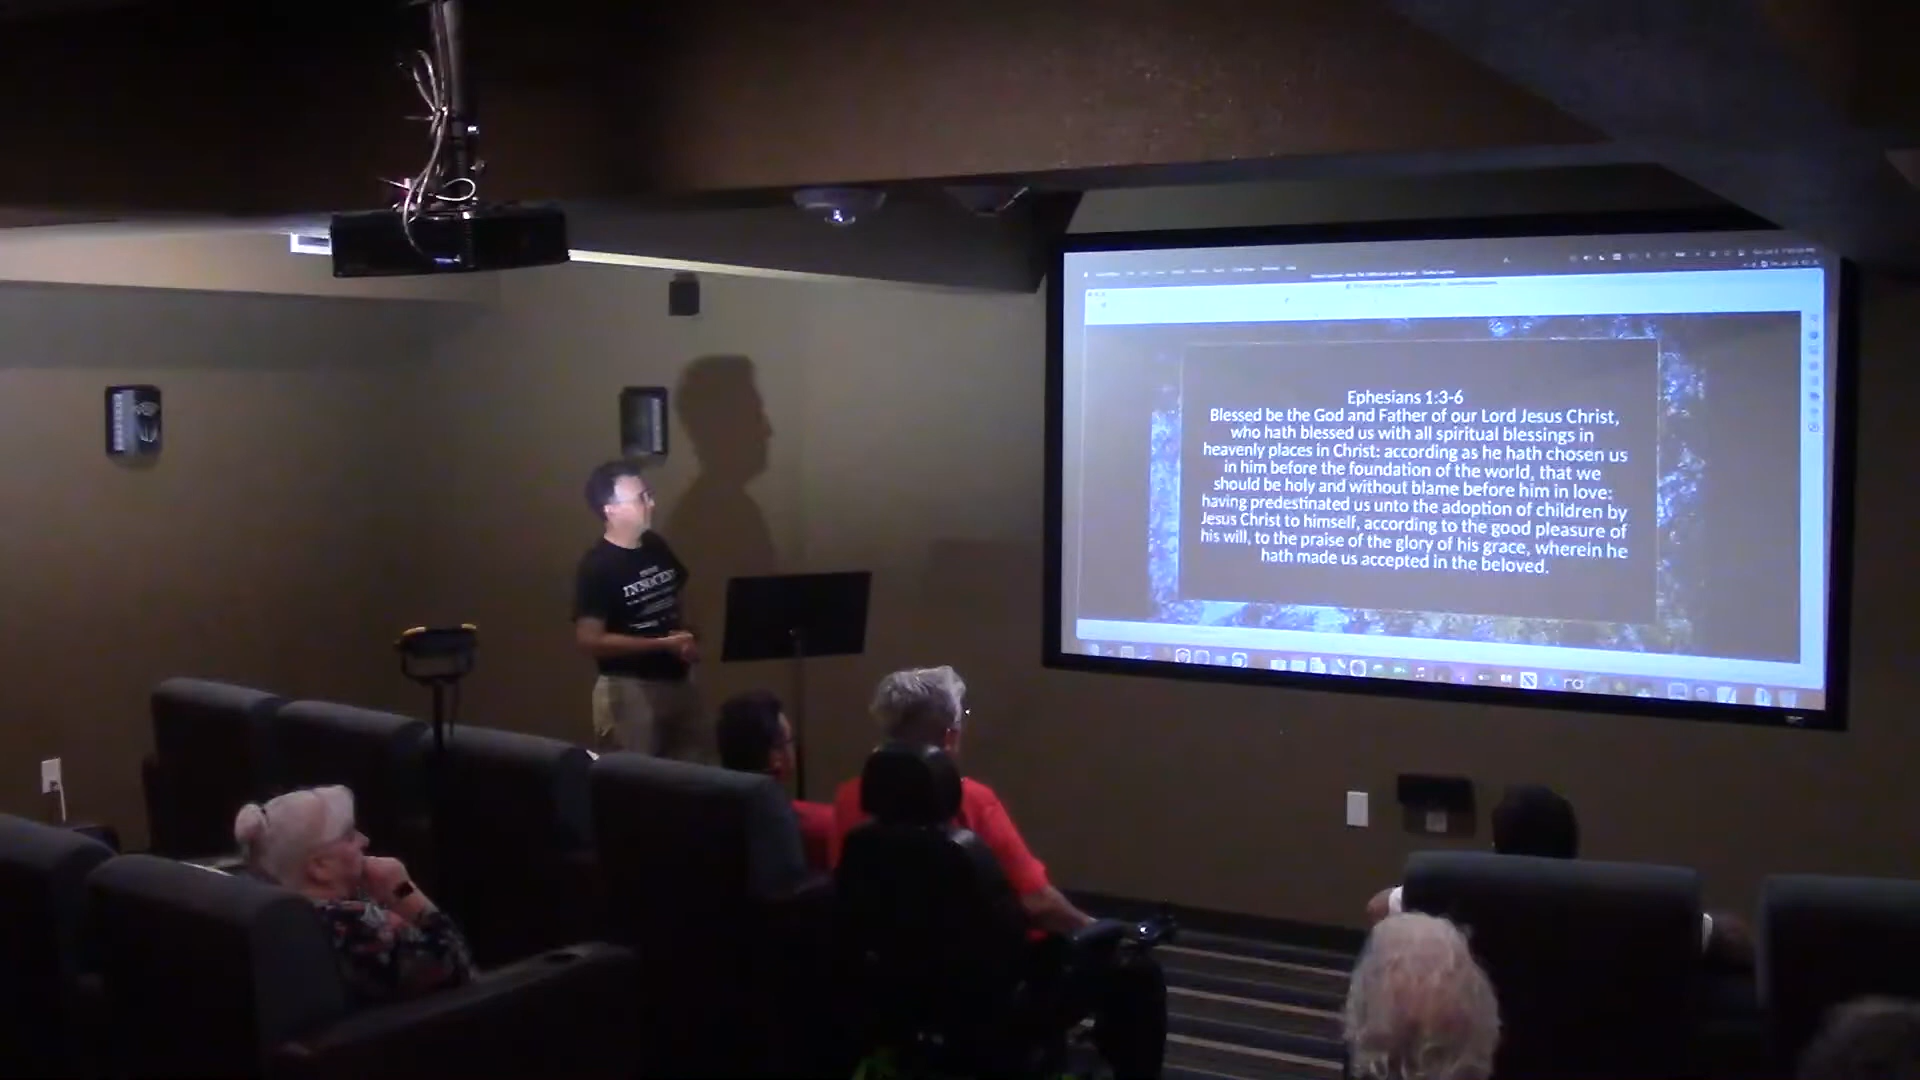 Ephesians 1:3-6
Blessed be the God and Father of our Lord Jesus Christ,
who hath blessed us with all spiritual blessings in
heavenly places in Christ: according as he hath chosen us
in him before the foundation of the world, that we
should be holy and without blame before him in love:
having predestinated us unto the adoption of children by
Jesus Christ to himself, according to the good pleasure of
his will, to the praise of the glory of his grace, wherein he
hath made us accepted in the beloved.
INNOCENT